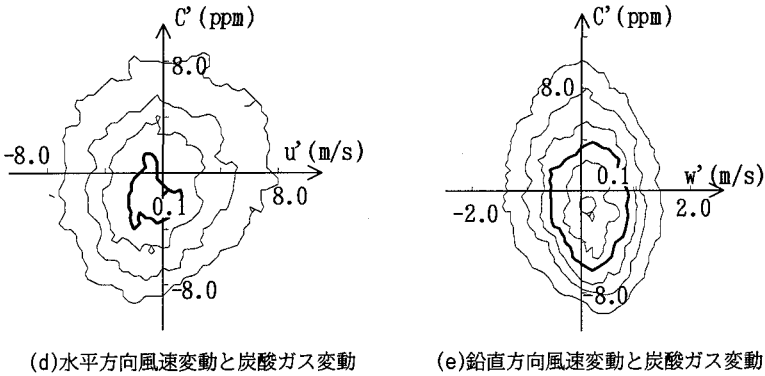 C'(ppm)
8.0
-8.0
u'(m/s)
0.1
8.0
-8.0
(d)水平方向風速変動と炭酸ガス変動
C'(ppm)
8.0
0.1
w'(m/s)
-2.0
2.0
-8.0
(e)鉛直方向風速変動と炭酸ガス変動